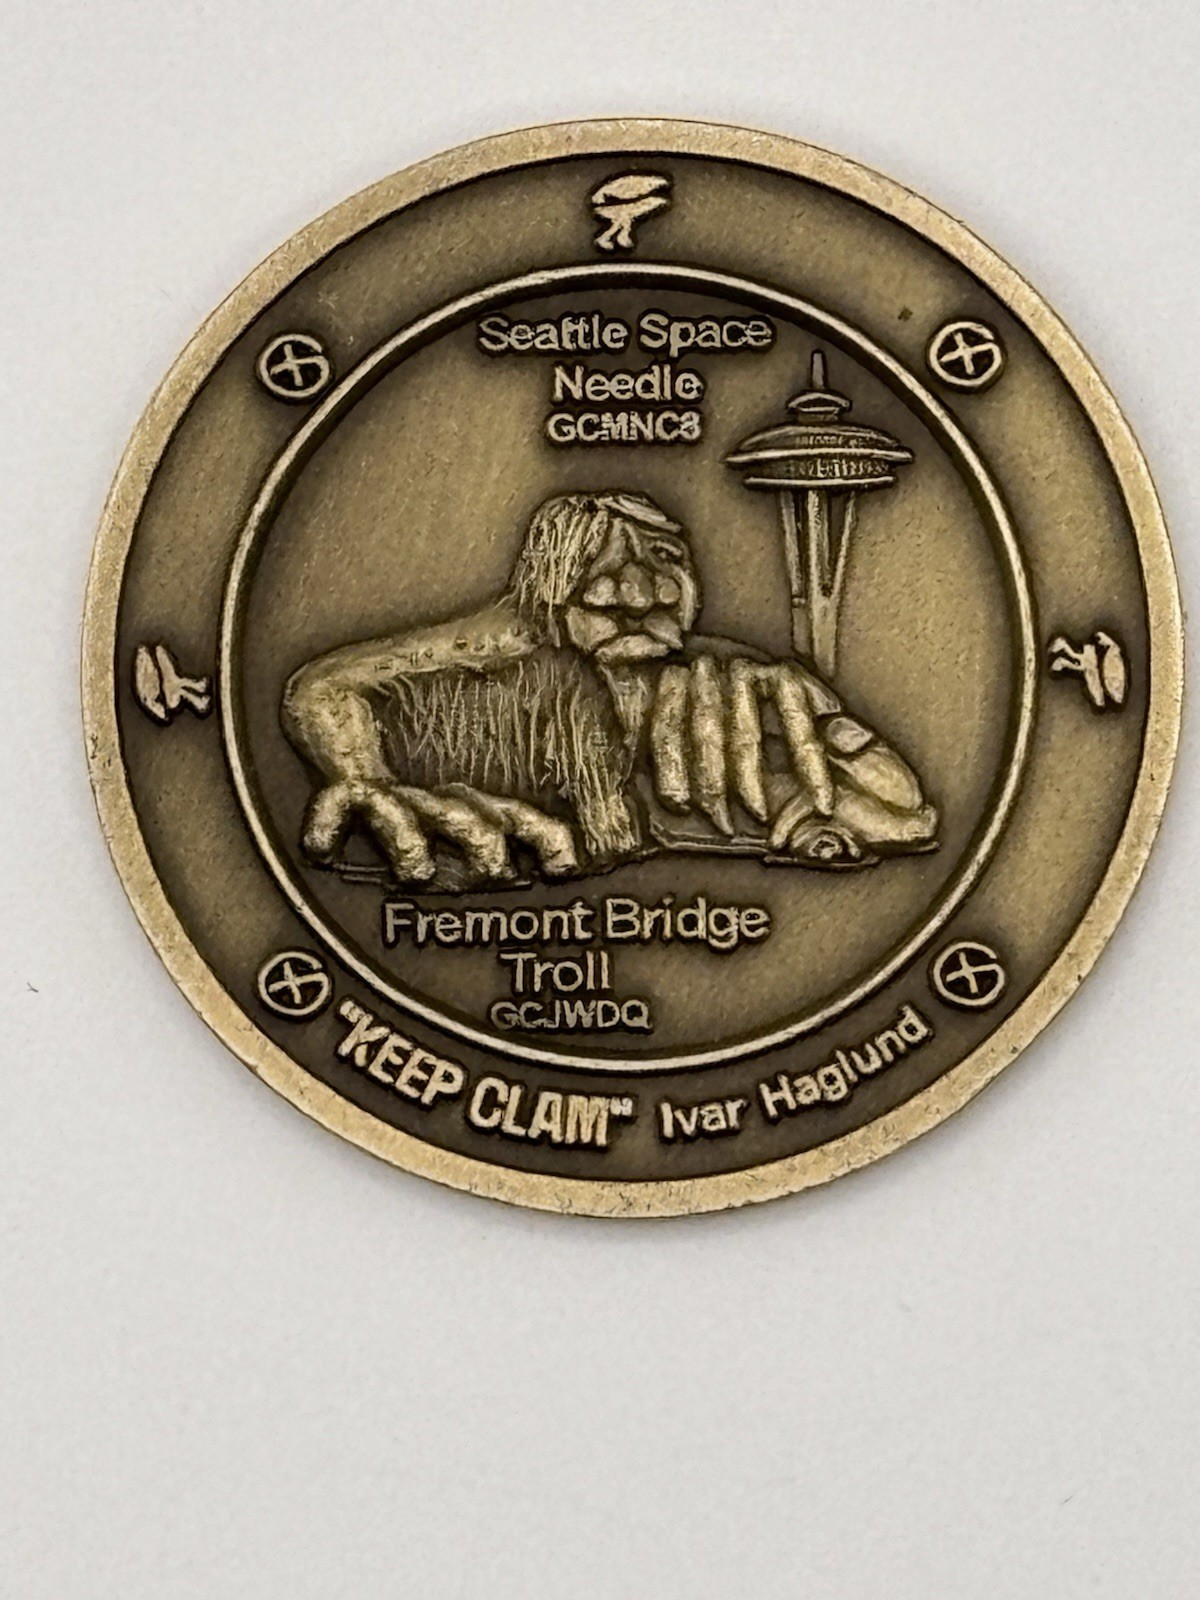 Seattle Space
Needle
GCMNC8
Fremont Bridge
Troll
GCJWDQ
"KEEP CLAM" Ivar Haglund